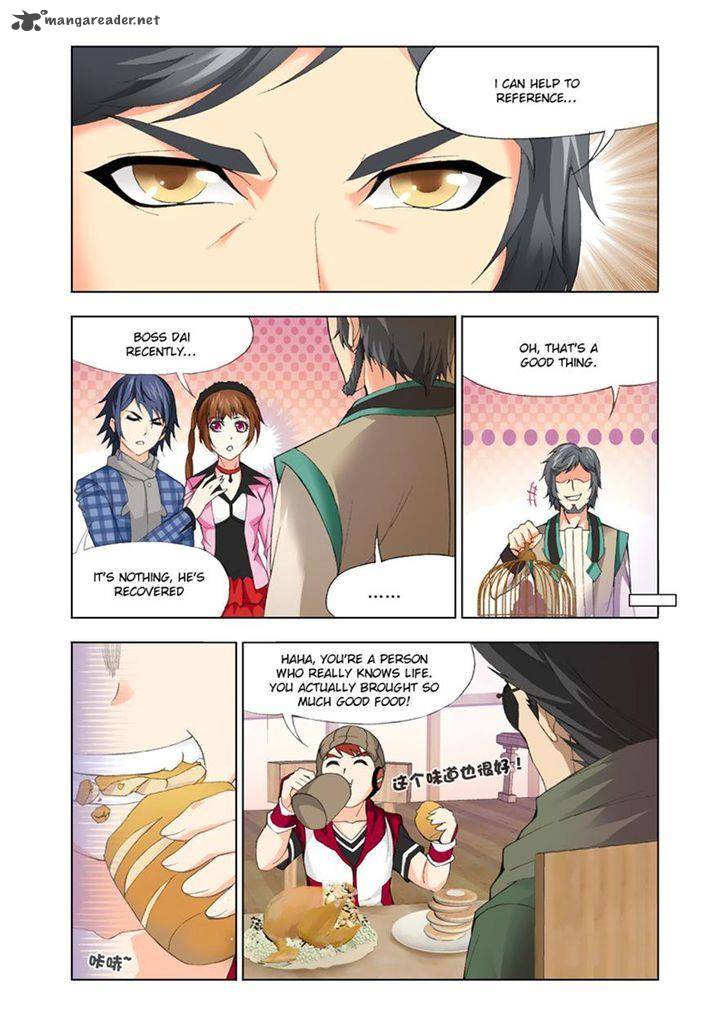 mangareader.net
I CAN HELP TO
REFERENCE...
BOSS DAI
RECENTLY...
IT'S NOTHING, HE'S
RECOVERED
......
OH, THAT'S A
GOOD THING.
咔哧~
HAHA, YOU'RE A PERSON
WHO REALLY KNOWS LIFE.
YOU ACTUALLY BROUGHT SO
MUCH GOOD FOOD!
这个味道也很好！